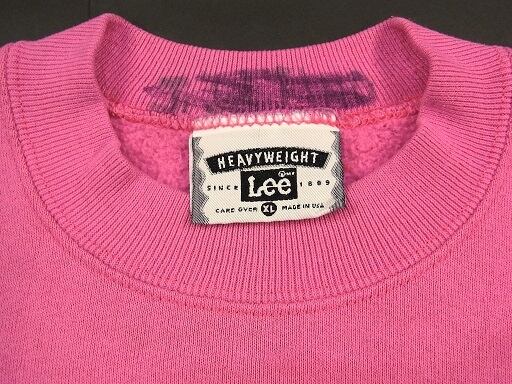 HEAVYWEIGHT
SINCE Lee 1889
CARE OVER XL MADE IN USA